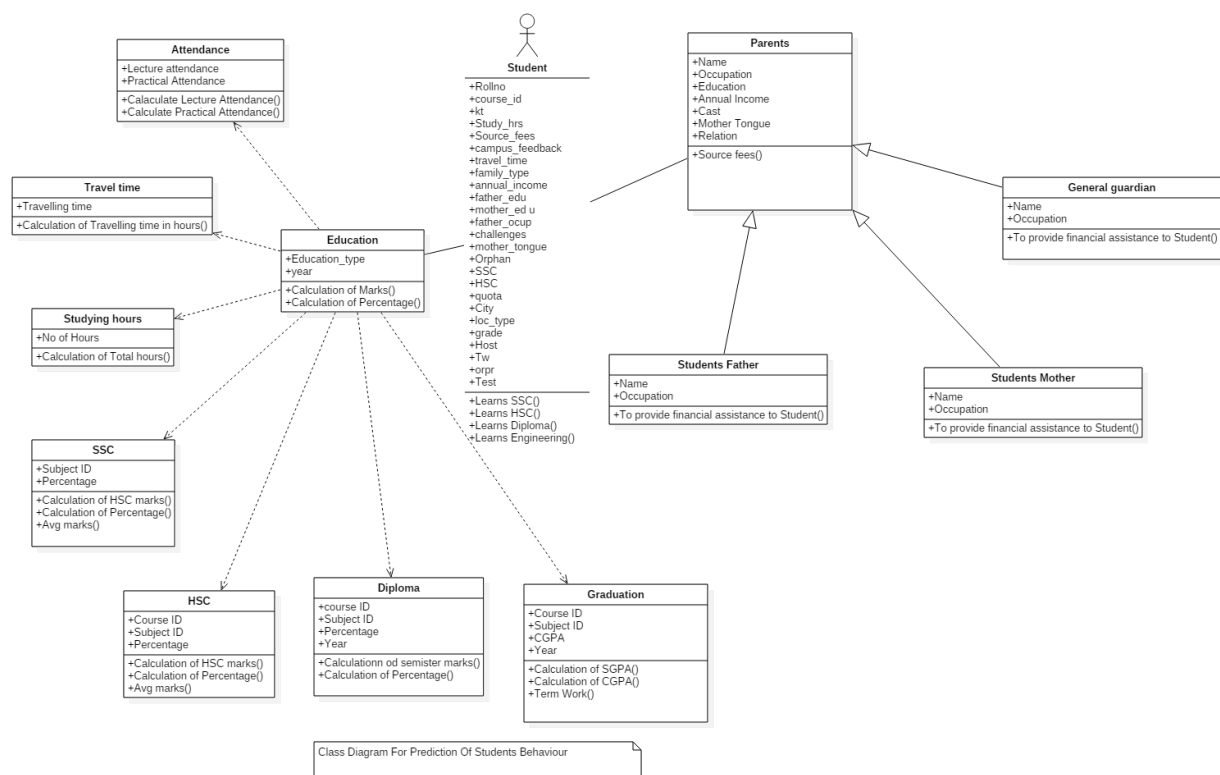 Attendance
+Lecture attendance
+Practical Attendance
+Calaculate Lecture Attendance()
+Calculate Practical Attendance()
Travel time
+Travelling time
+Calculation of Travelling time in hours()
Studying hours
+No of Hours
+Calculation of Total hours()
Education
+Education_type
+year
+Calculation of Marks()
+Calculation of Percentage()
Student
+Rollno
+course_id
+kt
+Study_hrs
+Source_fees
+campus_feedback
+travel_time
+family_type
+annual_income
+father_edu
+mother_ed u
+father_ocup
+challenges
+mother_tongue
+Orphan
+SSC
+HSC
+quota
+City
+loc_type
+grade
+Host
+Tw
+orpr
+Test
+Learns SSC()
+Learns HSC()
+Learns Diploma()
+Learns Engineering()
Parents
+Name
+Occupation
+Education
+Annual Income
+Cast
+Mother Tongue
+Relation
+Source fees()
General guardian
+Name
+Occupation
+To provide financial assistance to Student()
Students Father
+Name
+Occupation
+To provide financial assistance to Student()
Students Mother
+Name
+Occupation
+To provide financial assistance to Student()
SSC
+Subject ID
+Percentage
+Calculation of HSC marks()
+Calculation of Percentage()
+Avg marks()
HSC
+Course ID
+Subject ID
+Percentage
+Calculation of HSC marks()
+Calculation of Percentage()
+Avg marks()
Diploma
+course ID
+Subject ID
+Percentage
+Year
+Calculationn od semister marks()
+Calculation of Percentage()
Graduation
+Course ID
+Subject ID
+CGPA
+Year
+Calculation of SGPA()
+Calculation of CGPA()
+Term Work()
Class Diagram For Prediction Of Students Behaviour